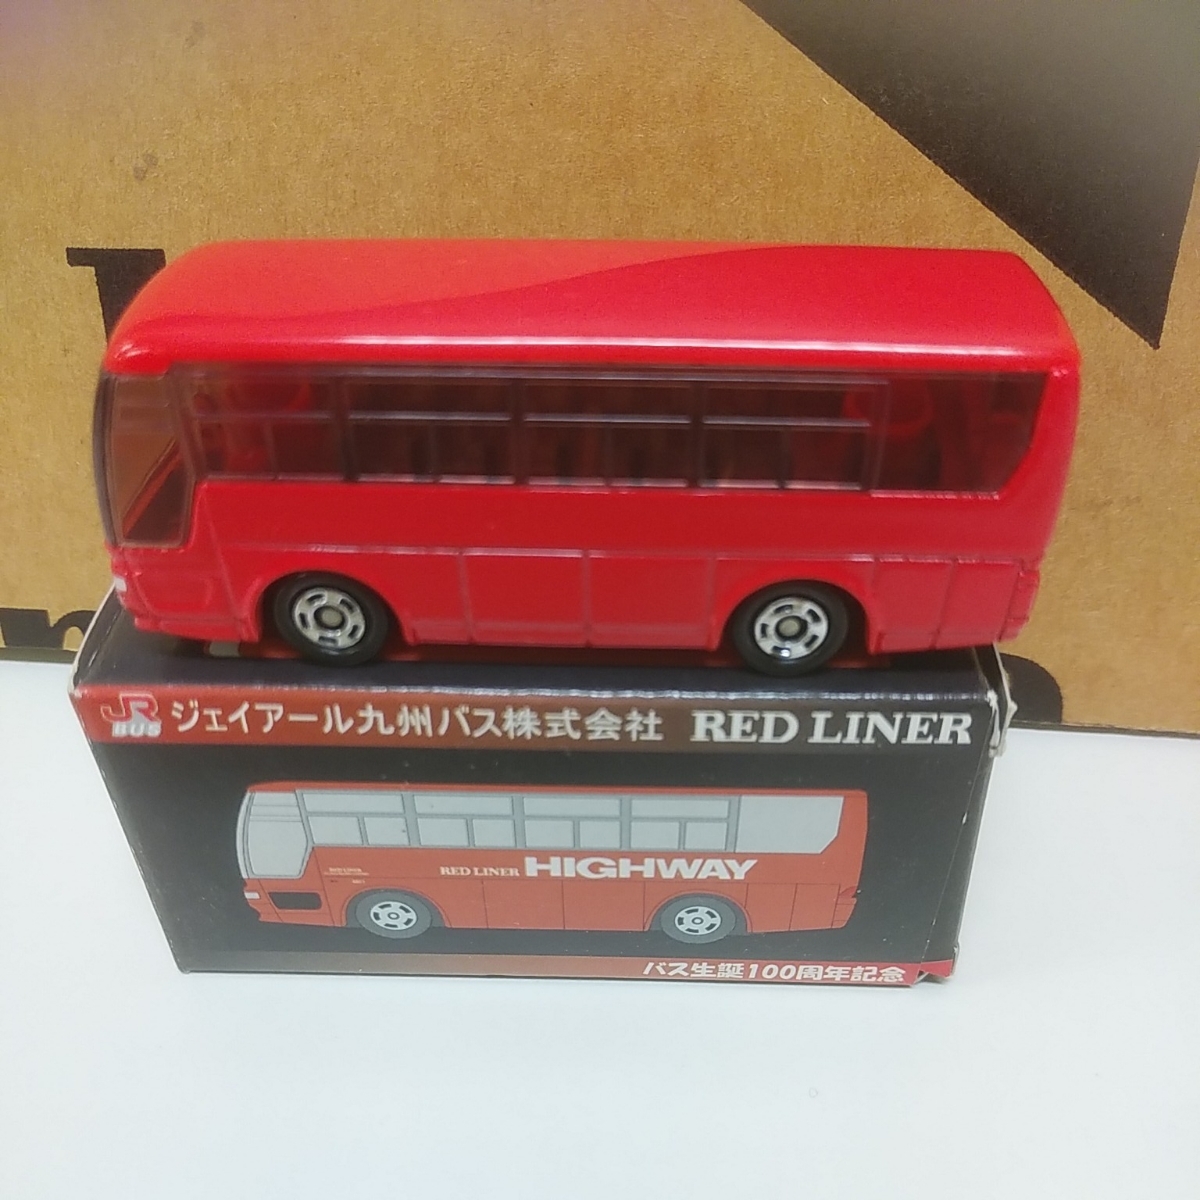 JR BUS ジェイアール九州バス株式会社 RED LINER
RED LINER HIGHWAY
バス生誕100周年記念